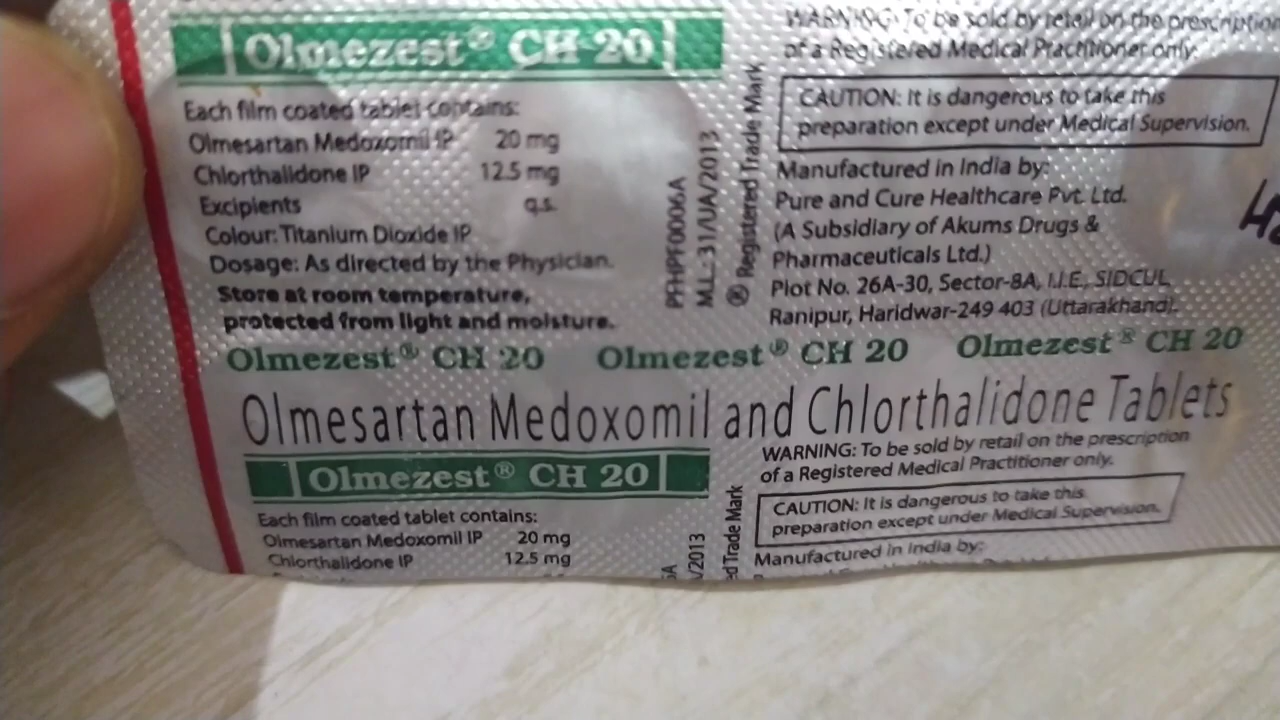 Olmezest® CH 20
Each film coated tablet contains:
Olmesartan Medoxomil IP 20 mg
Chlorthalidone IP 12.5 mg
Excipients q.s.
Colour: Titanium Dioxide IP
Dosage: As directed by the Physician.
Store at room temperature,
protected from light and moisture.
PFHPF0006A
M.L.: 31/UA/2013
® Registered Trade Mark
WARNING: To be sold by retail on the prescription
of a Registered Medical Practitioner only.
CAUTION: It is dangerous to take this
preparation except under Medical Supervision.
Manufactured in India by:
Pure and Cure Healthcare Pvt. Ltd.
(A Subsidiary of Akums Drugs &
Pharmaceuticals Ltd.)
Plot No. 26A-30, Sector-8A, I.I.E., SIDCUL,
Ranipur, Haridwar-249 403 (Uttarakhand).
Olmezest® CH 20 Olmezest® CH 20 Olmezest® CH 20
Olmesartan Medoxomil and Chlorthalidone Tablets
Olmezest® CH 20
Each film coated tablet contains:
Olmesartan Medoxomil IP 20 mg
Chlorthalidone IP 12.5 mg
6A
/2013
ed Trade Mark
WARNING: To be sold by retail on the prescription
of a Registered Medical Practitioner only.
CAUTION: It is dangerous to take this
preparation except under Medical Supervision.
Manufactured in India by: